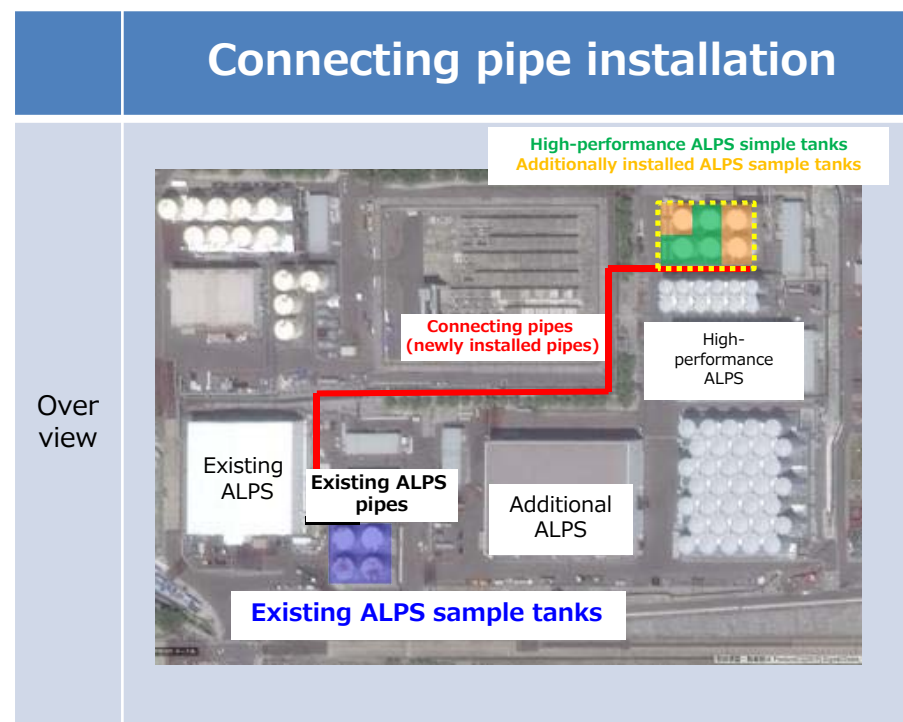 Connecting pipe installation
High-performance ALPS simple tanks
Additionally installed ALPS sample tanks
Connecting pipes
(newly installed pipes)
High-
performance
ALPS
Over
view
Existing
ALPS
Existing ALPS
pipes
Additional
ALPS
Existing ALPS sample tanks